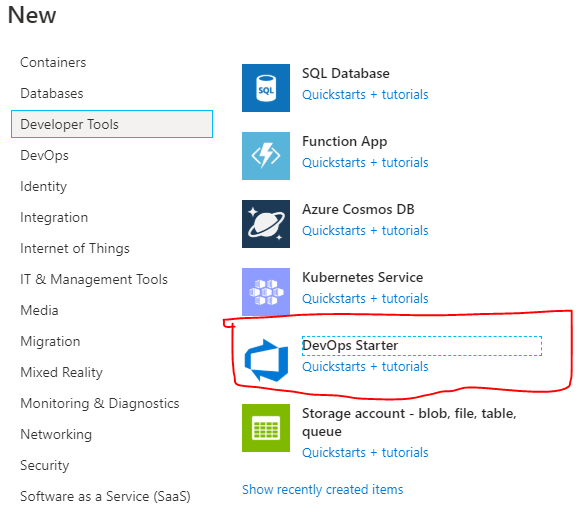 New
Containers
Databases
Developer Tools
DevOps
Identity
Integration
Internet of Things
IT & Management Tools
Media
Migration
Mixed Reality
Monitoring & Diagnostics
Networking
Security
Software as a Service (SaaS)
SQL
SQL Database
Quickstarts + tutorials
Function App
Quickstarts + tutorials
Azure Cosmos DB
Quickstarts + tutorials
Kubernetes Service
Quickstarts + tutorials
DevOps Starter
Quickstarts + tutorials
Storage account - blob, file, table,
queue
Quickstarts + tutorials
Show recently created items